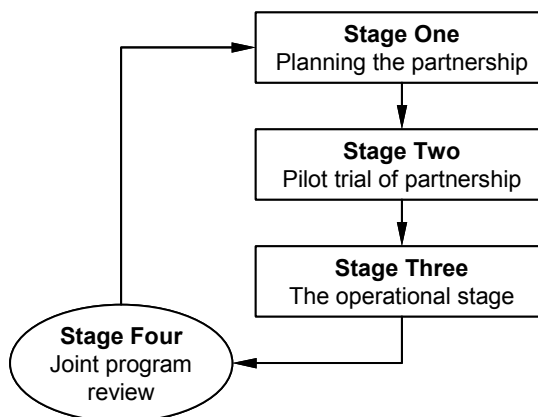 Stage One
Planning the partnership
Stage Two
Pilot trial of partnership
Stage Three
The operational stage
Stage Four
Joint program
review